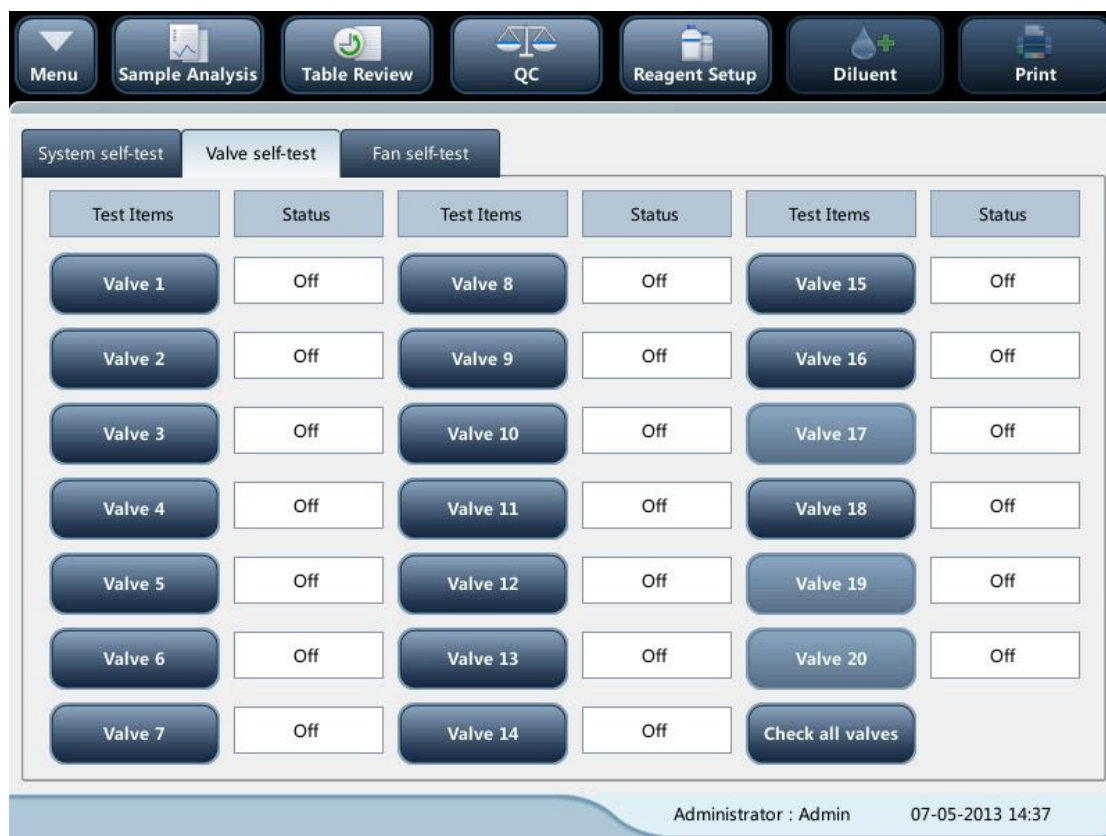 Menu Sample Analysis Table Review QC Reagent Setup Diluent Print
System self-test Valve self-test Fan self-test
Test Items Status Test Items Status Test Items Status
Valve 1 Off Valve 8 Off Valve 15 Off
Valve 2 Off Valve 9 Off Valve 16 Off
Valve 3 Off Valve 10 Off Valve 17 Off
Valve 4 Off Valve 11 Off Valve 18 Off
Valve 5 Off Valve 12 Off Valve 19 Off
Valve 6 Off Valve 13 Off Valve 20 Off
Valve 7 Off Valve 14 Off Check all valves
Administrator : Admin 07-05-2013 14:37